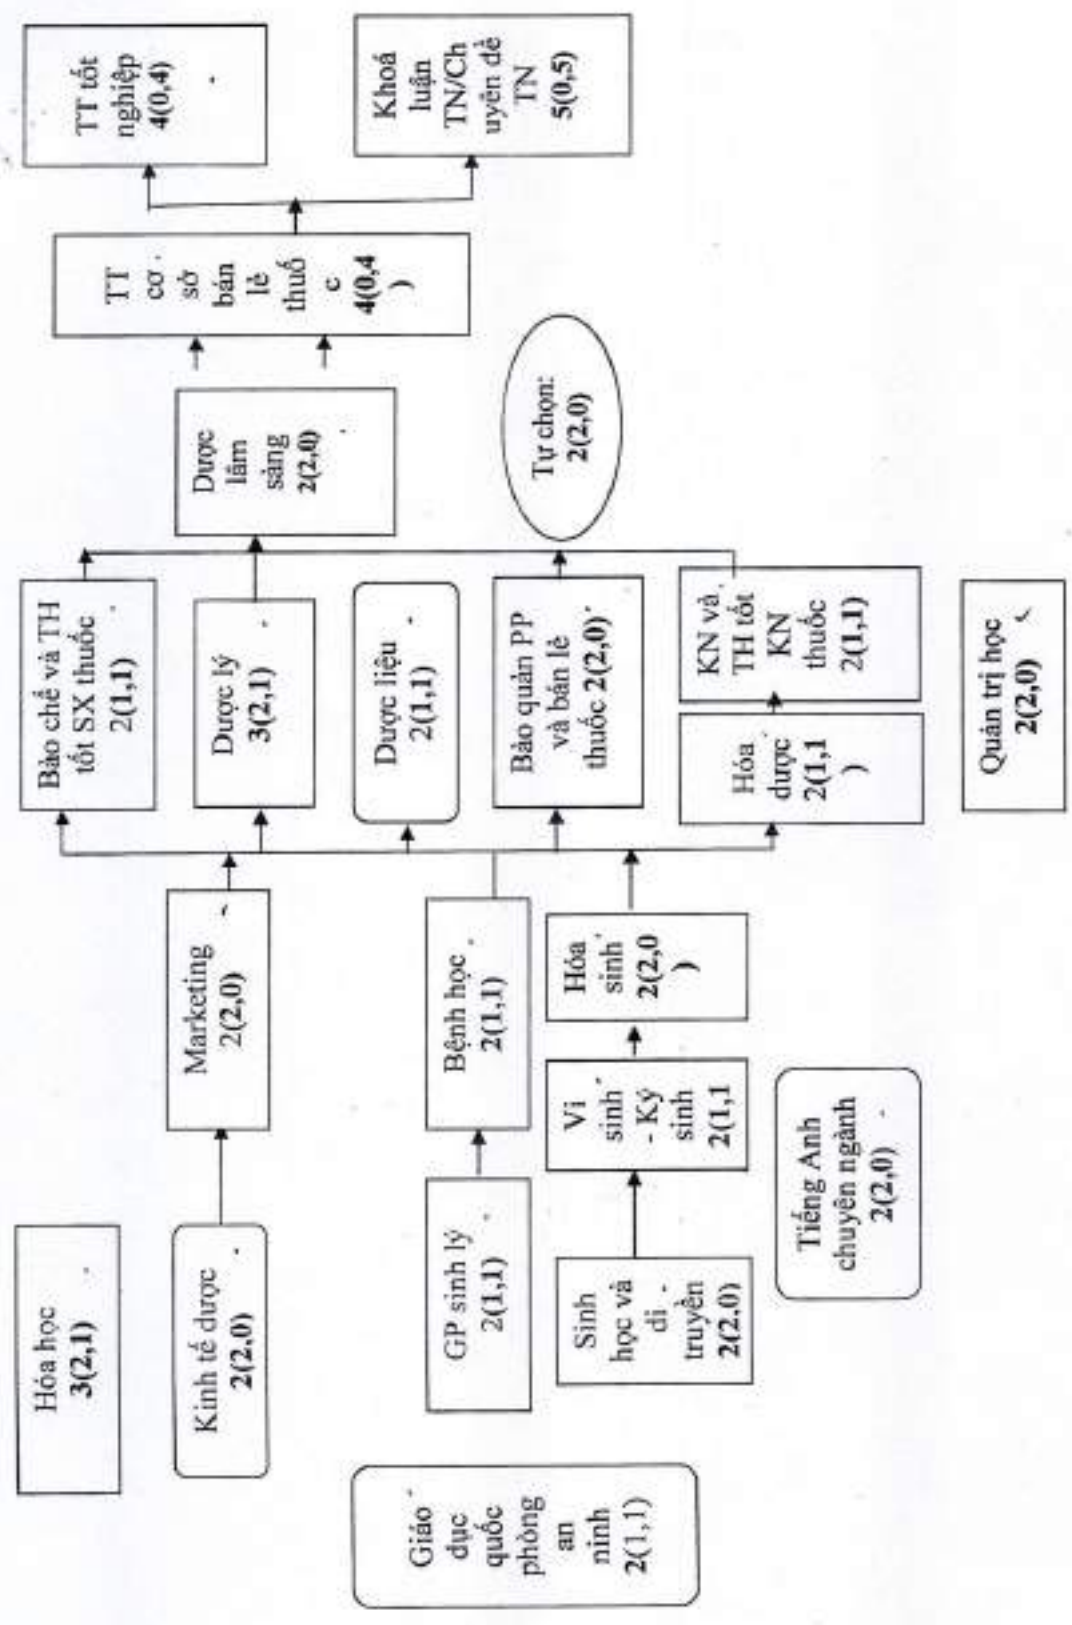 Hóa học
3(2,1)
Kinh tế dược
2(2,0)
Giáo
dục
quốc
phòng
an
ninh
2(1,1)
GP sinh lý
2(1,1)
Sinh
học và
di
truyền
2(2,0)
Tiếng Anh
chuyên ngành
2(2,0)
Marketing
2(2,0)
Bệnh học
2(1,1)
Vi
sinh
- Ký
sinh
2(1,1
Hóa
sinh
2(2,0
)
Bào chế và TH
tốt SX thuốc
2(1,1)
Dược lý
3(2,1)
Dược liệu
2(1,1)
Bảo quản PP
và bán lẻ
thuốc 2(2,0)
Hóa
dược
2(1,1
)
KN và
TH tốt
KN
thuốc
2(1,1)
Quản trị học
2(2,0)
Dược
lâm
sàng
2(2,0)
Tự chọn:
2(2,0)
TT
cơ
sở
bán
lẻ
thuố
c
4(0,4
)
TT tốt
nghiệp
4(0,4)
Khoá
luận
TN/Ch
uyên đề
TN
5(0,5)